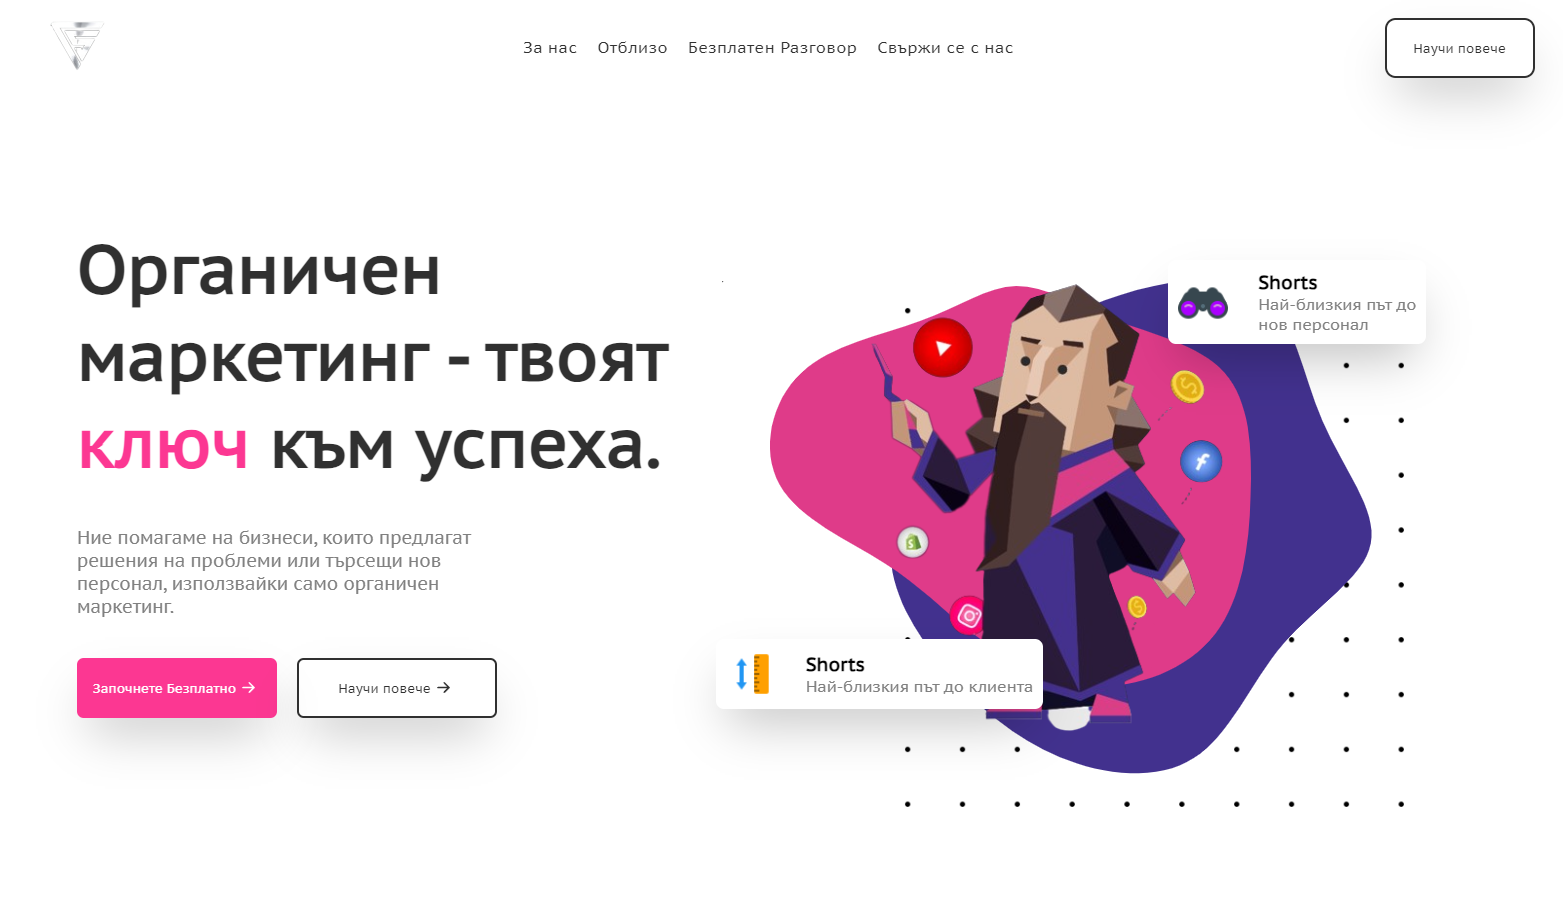 За нас Отблизо Безплатен Разговор Свържи се с нас
Научи повече
Органичен
маркетинг - твоят
ключ към успеха.
Ние помагаме на бизнеси, които предлагат
решения на проблеми или търсещи нов
персонал, използвайки само органичен
маркетинг.
Започнете Безплатно →
Научи повече →
Shorts
Най-близкия път до
нов персонал
Shorts
Най-близкия път до клиента